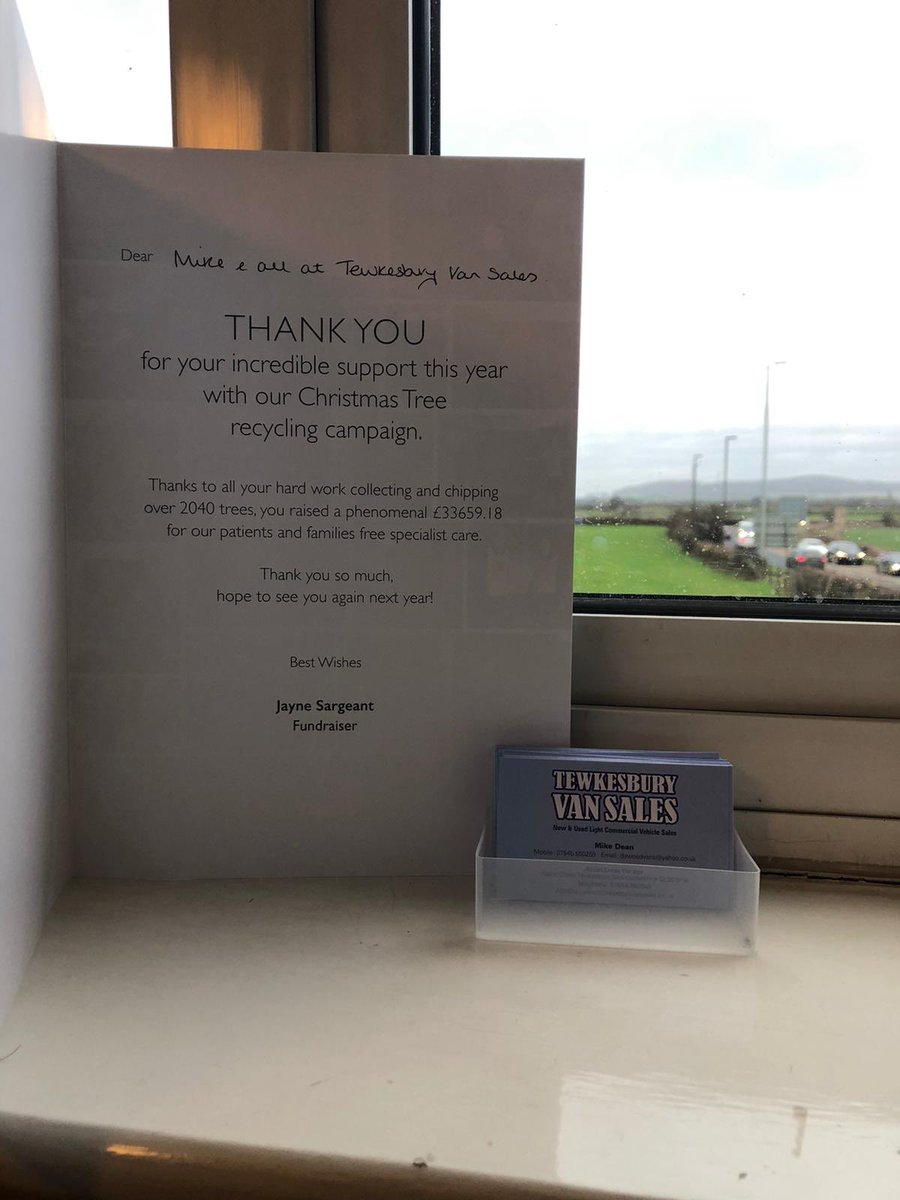 Dear Mike & all at Tewkesbury Van Sales.
THANK YOU
for your incredible support this year
with our Christmas Tree
recycling campaign.
Thanks to all your hard work collecting and chipping
over 2040 trees, you raised a phenomenal £33659.18
for our patients and families free specialist care.
Thank you so much,
hope to see you again next year!
Best Wishes
Jayne Sargeant
Fundraiser
TEWKESBURY
VAN SALES
New & Used Light Commercial Vehicle Sales
Mike Dean
Mobile: Email: